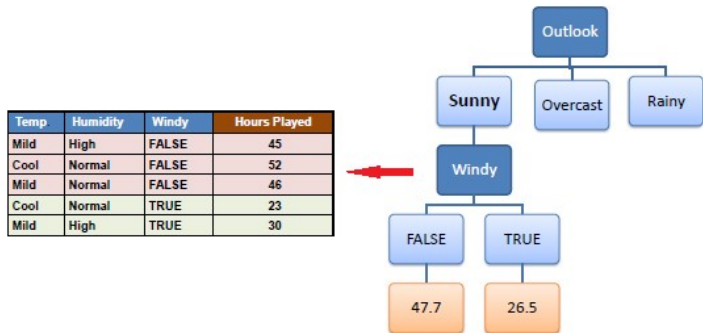 Temp Humidity Windy Hours Played
Mild High FALSE 45
Cool Normal FALSE 52
Mild Normal FALSE 46
Cool Normal TRUE 23
Mild High TRUE 30
Outlook
Sunny Overcast Rainy
Windy
FALSE TRUE
47.7 26.5